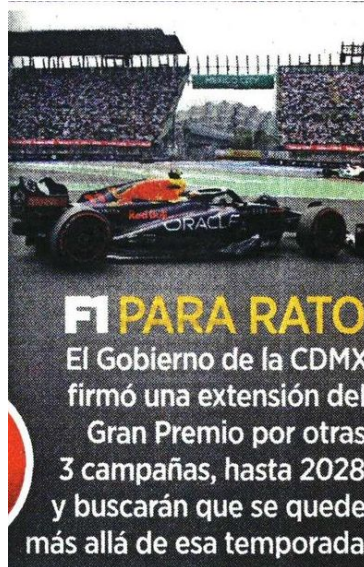 MEXICO CITY
Red Bull
ORACLE
F1 PARA RATO
El Gobierno de la CDMX
firmó una extensión del
Gran Premio por otras
3 campañas, hasta 2028
y buscarán que se quede
más allá de esa temporada